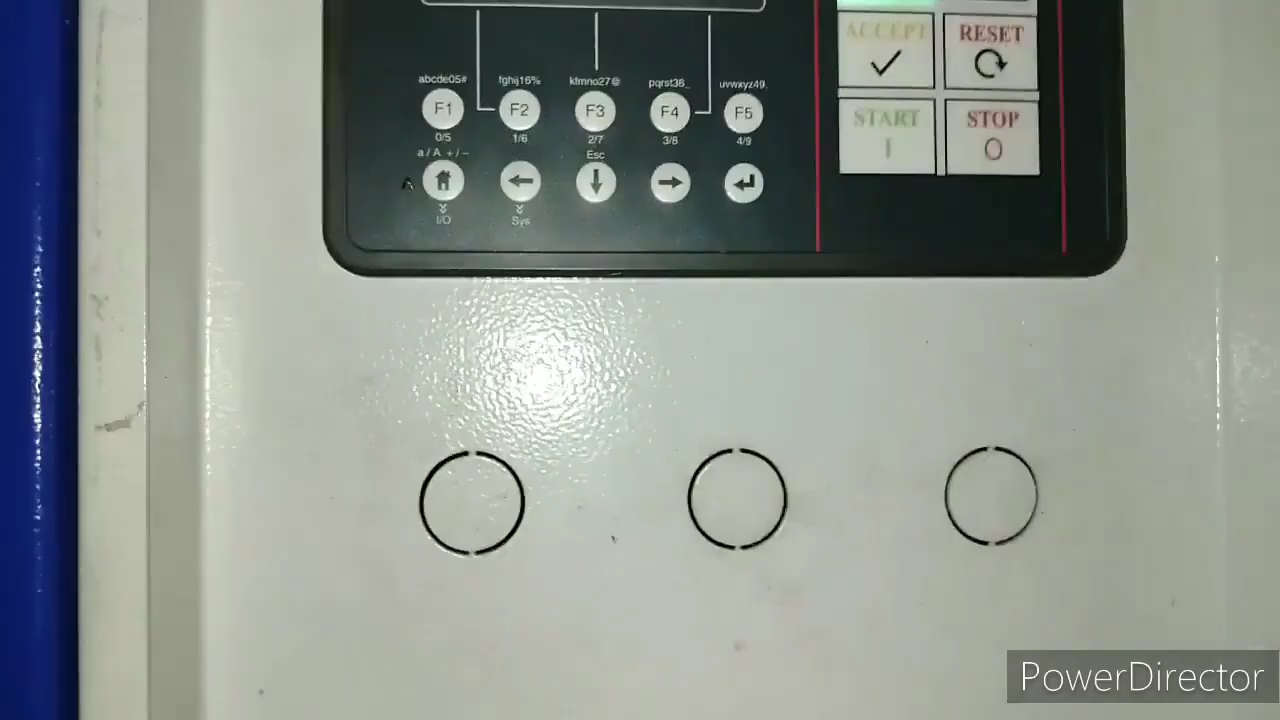 ACCEPT RESET
START STOP
I O
abcde05# fghij16% klmno27@ pqrst38_ uvwxyz49.
F1 F2 F3 F4 F5
0/5 1/6 2/7 3/8 4/9
a / A + / − Esc
I/O Sys
PowerDirector